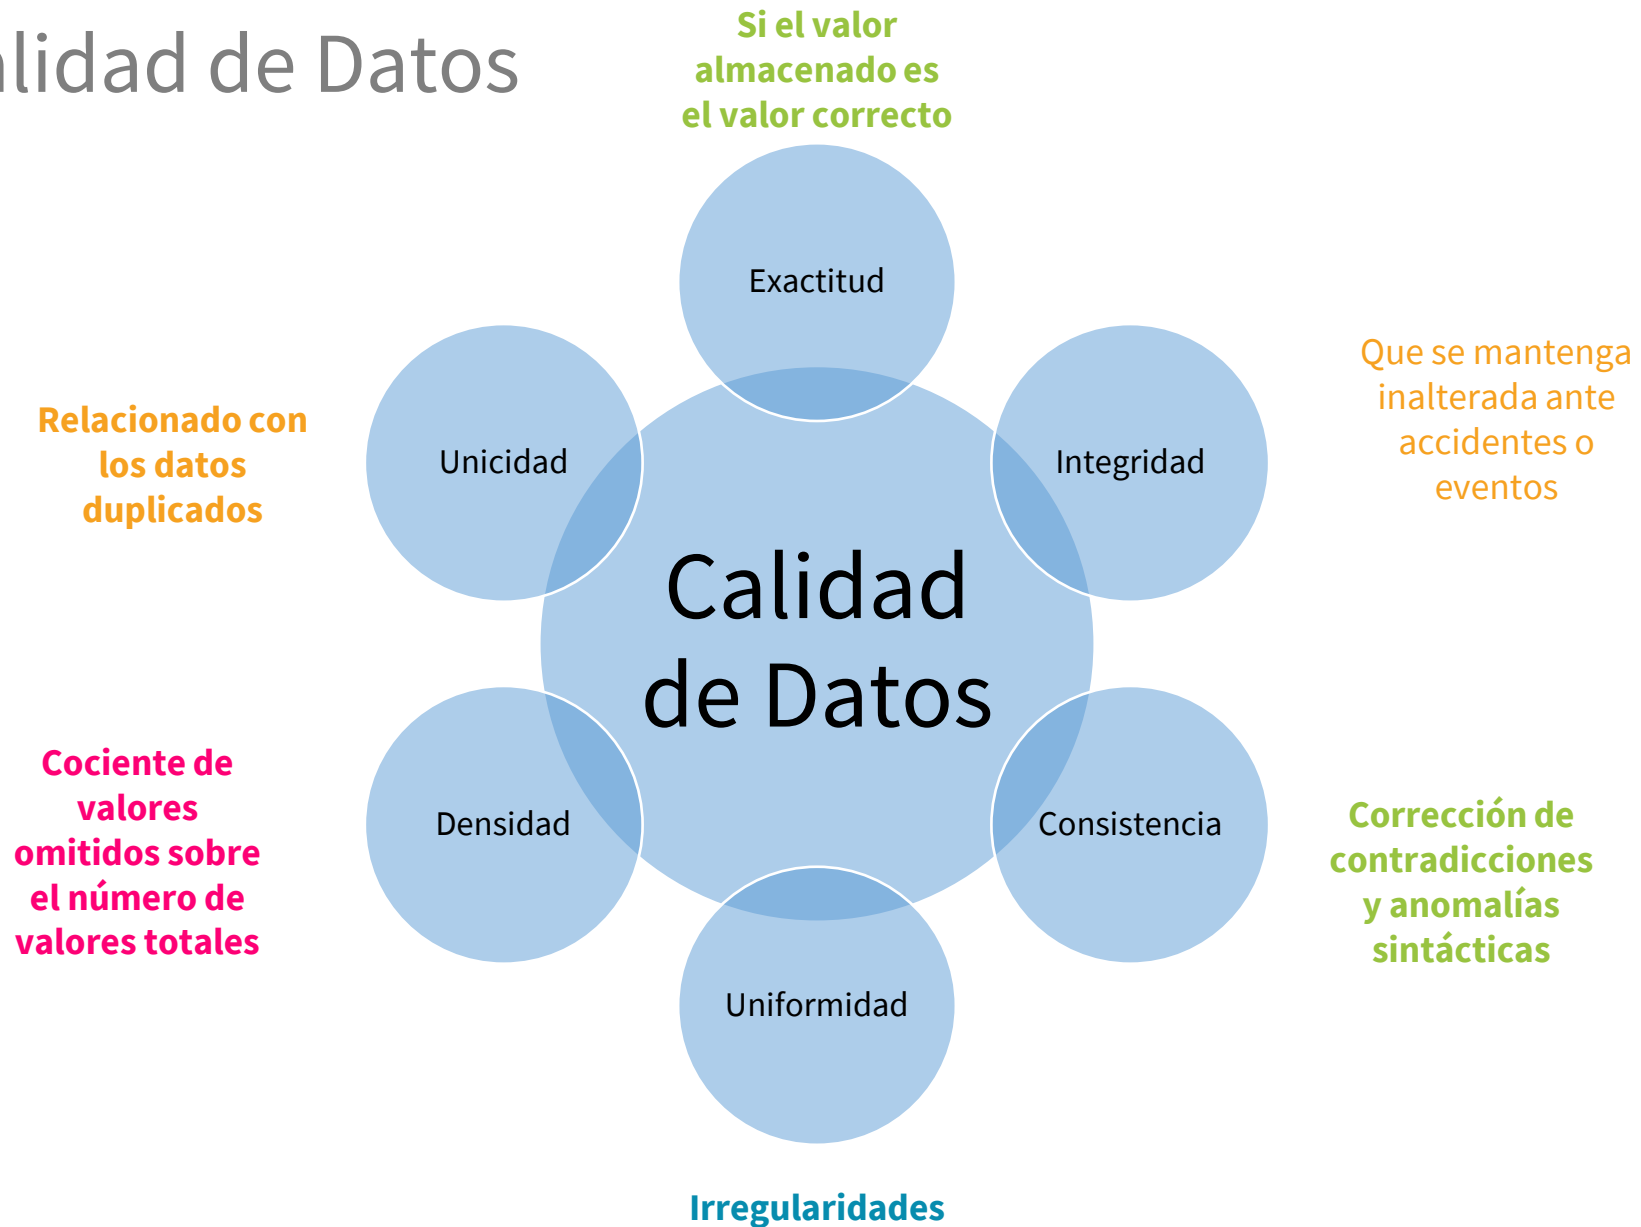 alidad de Datos
Si el valor
almacenado es
el valor correcto
Exactitud
Que se mantenga
inalterada ante
accidentes o
eventos
Integridad
Relacionado con
los datos
duplicados
Unicidad
Calidad
de Datos
Cociente de
valores
omitidos sobre
el número de
valores totales
Densidad
Consistencia
Corrección de
contradicciones
y anomalías
sintácticas
Uniformidad
Irregularidades